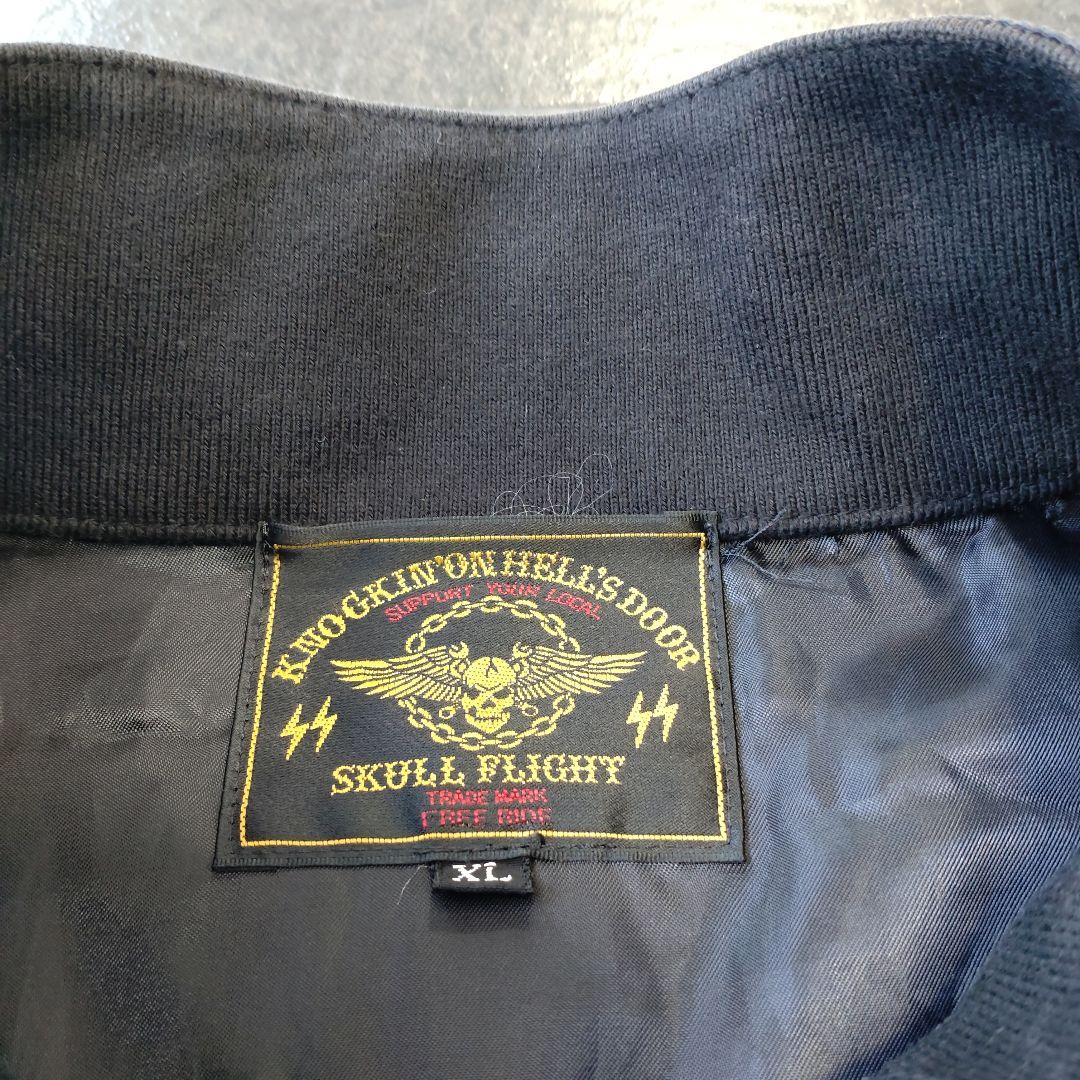 KNOCKIN'ON HELL'S DOOR
SUPPORT YOUR LOCAL
SKULL FLIGHT
TRADE MARK
FREE RIDE
XL